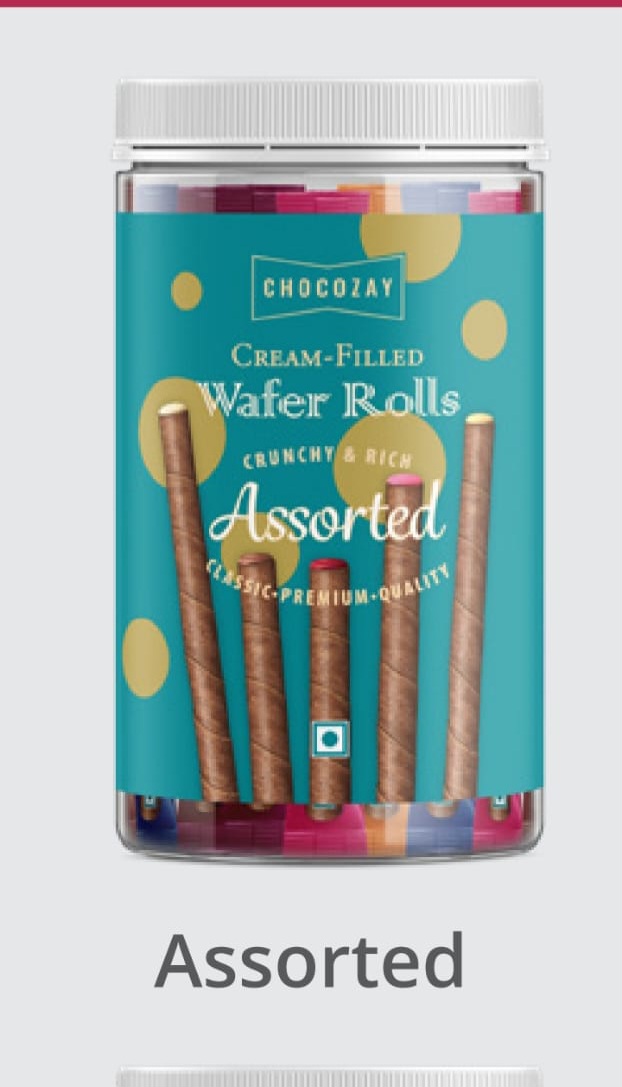 CHOCOZAY
CREAM-FILLED
Wafer Rolls
CRUNCHY & RICH
Assorted
CLASSIC•PREMIUM•QUALITY
Assorted